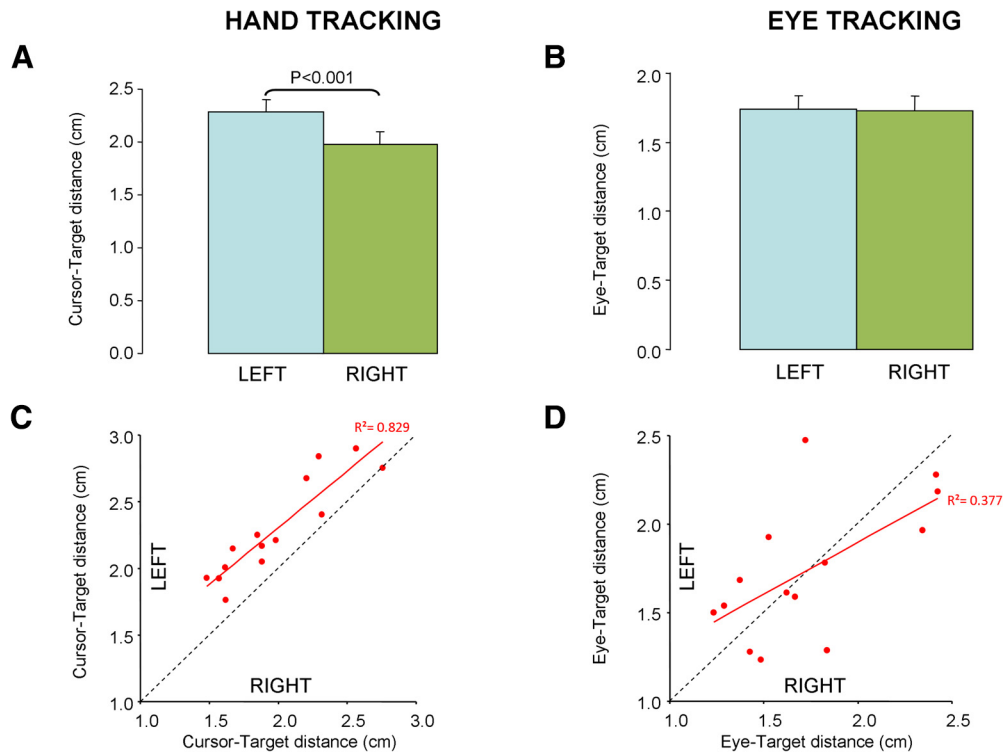 HAND TRACKING
EYE TRACKING
A
P<0.001
Cursor-Target distance (cm)
2.5
2.0
1.5
1.0
0.5
0.0
LEFT
RIGHT
B
Eye-Target distance (cm)
2.0
1.5
1.0
0.5
0.0
LEFT
RIGHT
C
R²= 0.829
Cursor-Target distance (cm)
LEFT
3.0
2.5
2.0
1.5
1.0
RIGHT
1.0 1.5 2.0 2.5 3.0
Cursor-Target distance (cm)
D
R²= 0.377
Eye-Target distance (cm)
LEFT
2.5
2.0
1.5
1.0
RIGHT
1.0 1.5 2.0 2.5
Eye-Target distance (cm)